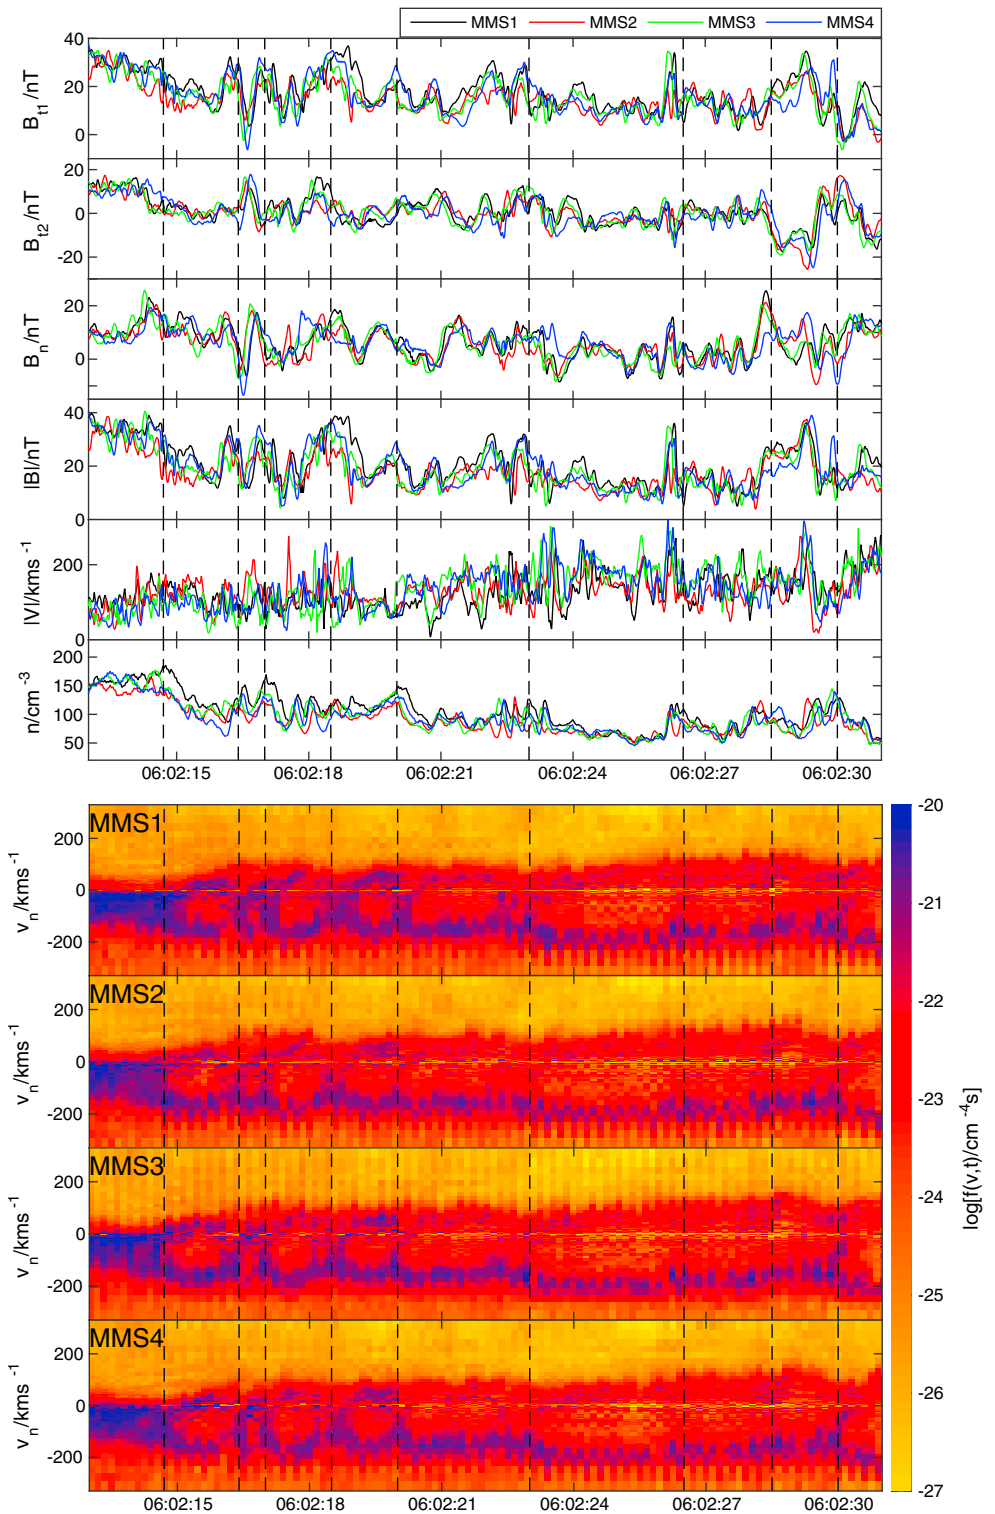 MMS1 MMS2 MMS3 MMS4
B_t1/nT
40
20
0
B_t2/nT
20
0
-20
B_n/nT
20
0
|B|/nT
40
20
0
|V|/kms^-1
200
0
n/cm^-3
200
150
100
50
06:02:15 06:02:18 06:02:21 06:02:24 06:02:27 06:02:30
MMS1
v_n/kms^-1
200
0
-200
MMS2
v_n/kms^-1
200
0
-200
MMS3
v_n/kms^-1
200
0
-200
MMS4
v_n/kms^-1
200
0
-200
06:02:15 06:02:18 06:02:21 06:02:24 06:02:27 06:02:30
-20
-21
-22
-23
-24
-25
-26
-27
log[f(v,t)/cm^-4s]